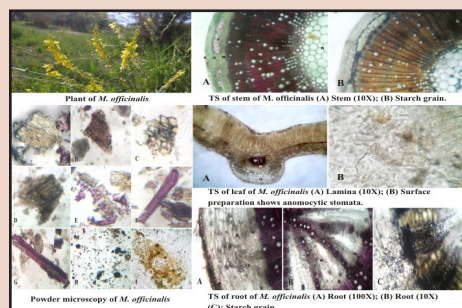 Plant of M. officinalis
A
B
TS of stem of M. officinalis (A) Stem (10X); (B) Starch grain.
A
B
C
D
E
F
G
Powder microscopy of M. officinalis
A
B
TS of leaf of M. officinalis (A) Lamina (10X); (B) Surface
preparation shows anomocytic stomata.
A
B
C
TS of root of M. officinalis (A) Root (100X); (B) Root (10X)
(C): Starch grain